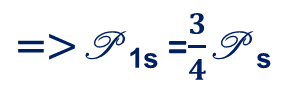 => 𝒫₁ₛ = 3/4 𝒫ₛ